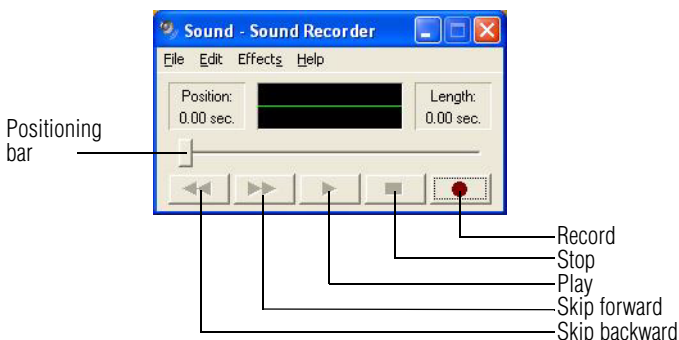 Sound - Sound Recorder
File Edit Effects Help
Position:
0.00 sec.
Length:
0.00 sec.
Positioning
bar
Record
Stop
Play
Skip forward
Skip backward